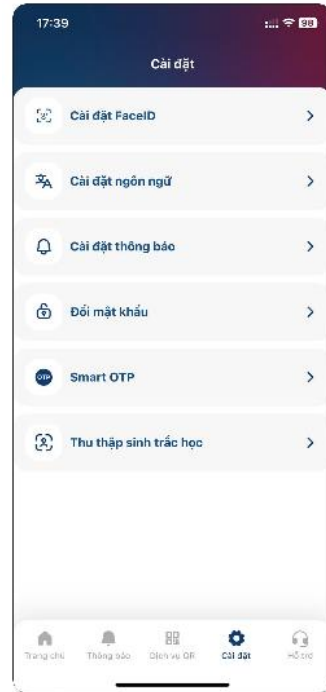 17:39
98
Cài đặt
Cài đặt FaceID
Cài đặt ngôn ngữ
Cài đặt thông báo
Đổi mật khẩu
OTP
Smart OTP
Thu thập sinh trắc học
Trang chủ
Thông báo
Dịch vụ QR
Cài đặt
Hỗ trợ